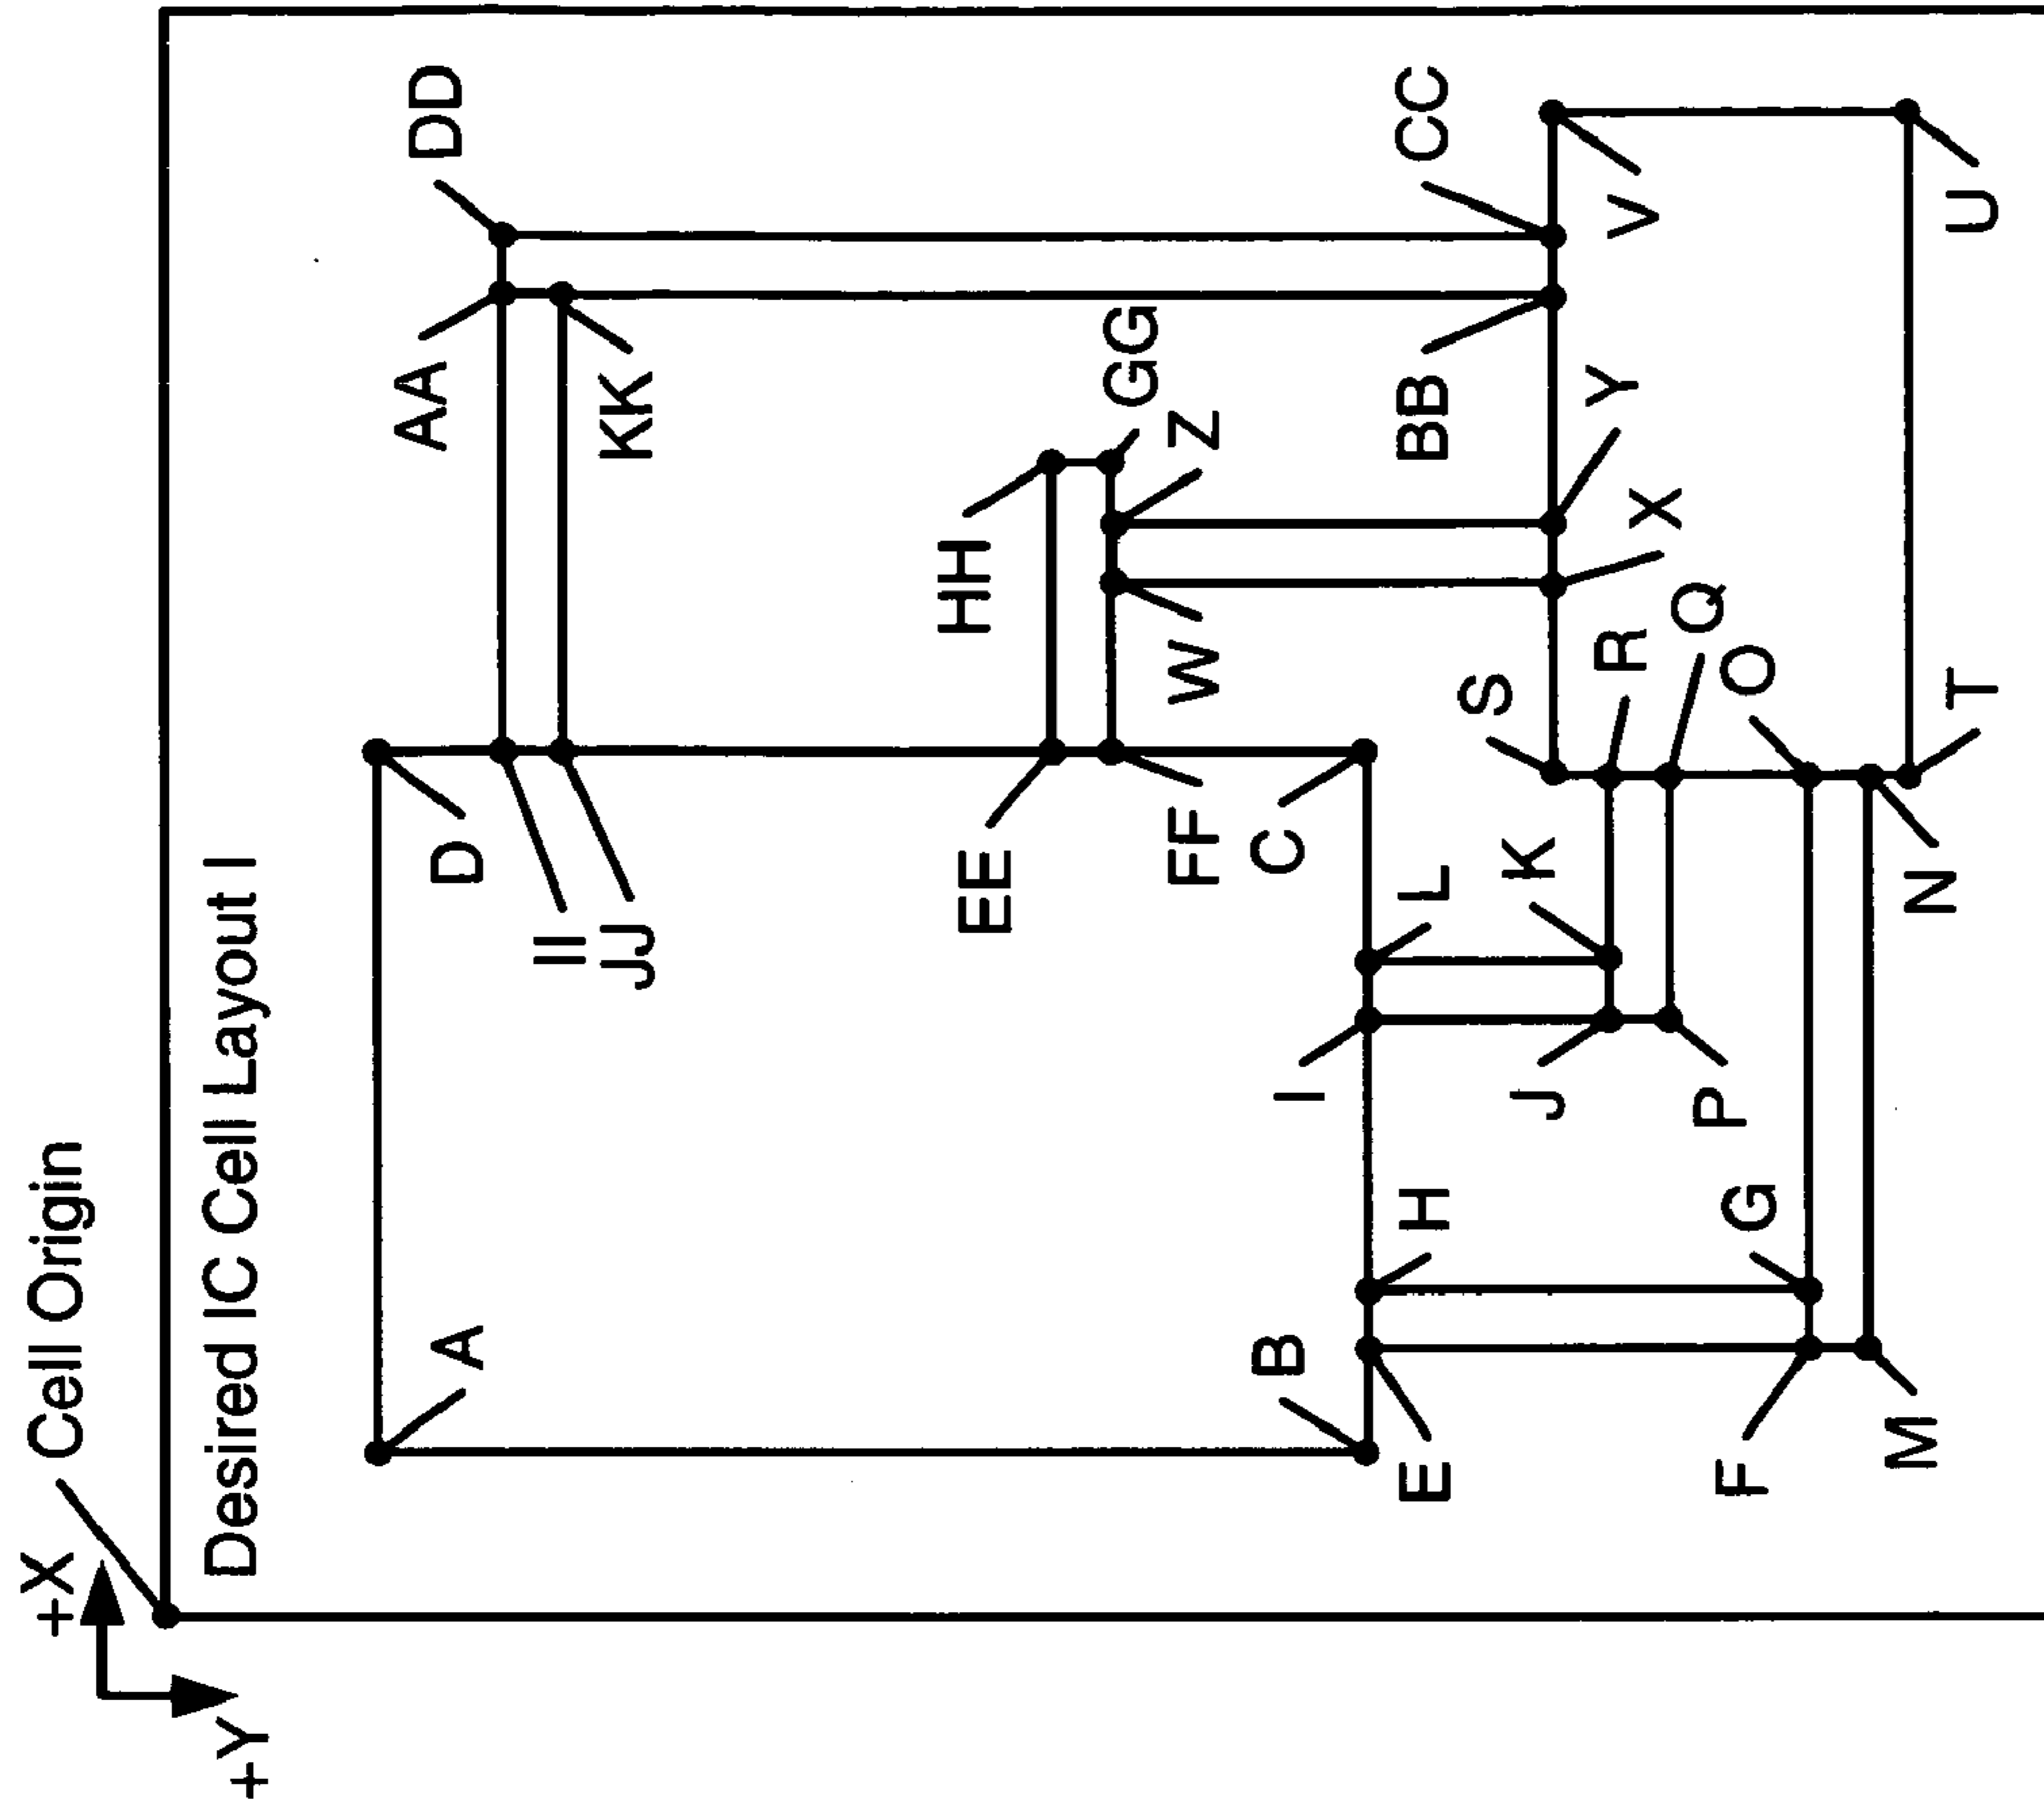 +X
+Y
Cell Origin
Desired IC Cell Layout I
A
D
DD
AA
II
JJ
KK
EE
HH
GG
Z
FF
W
C
B
I
L
H
E
BB
CC
S
J
K
R
X
Y
V
P
Q
O
G
F
M
N
T
U